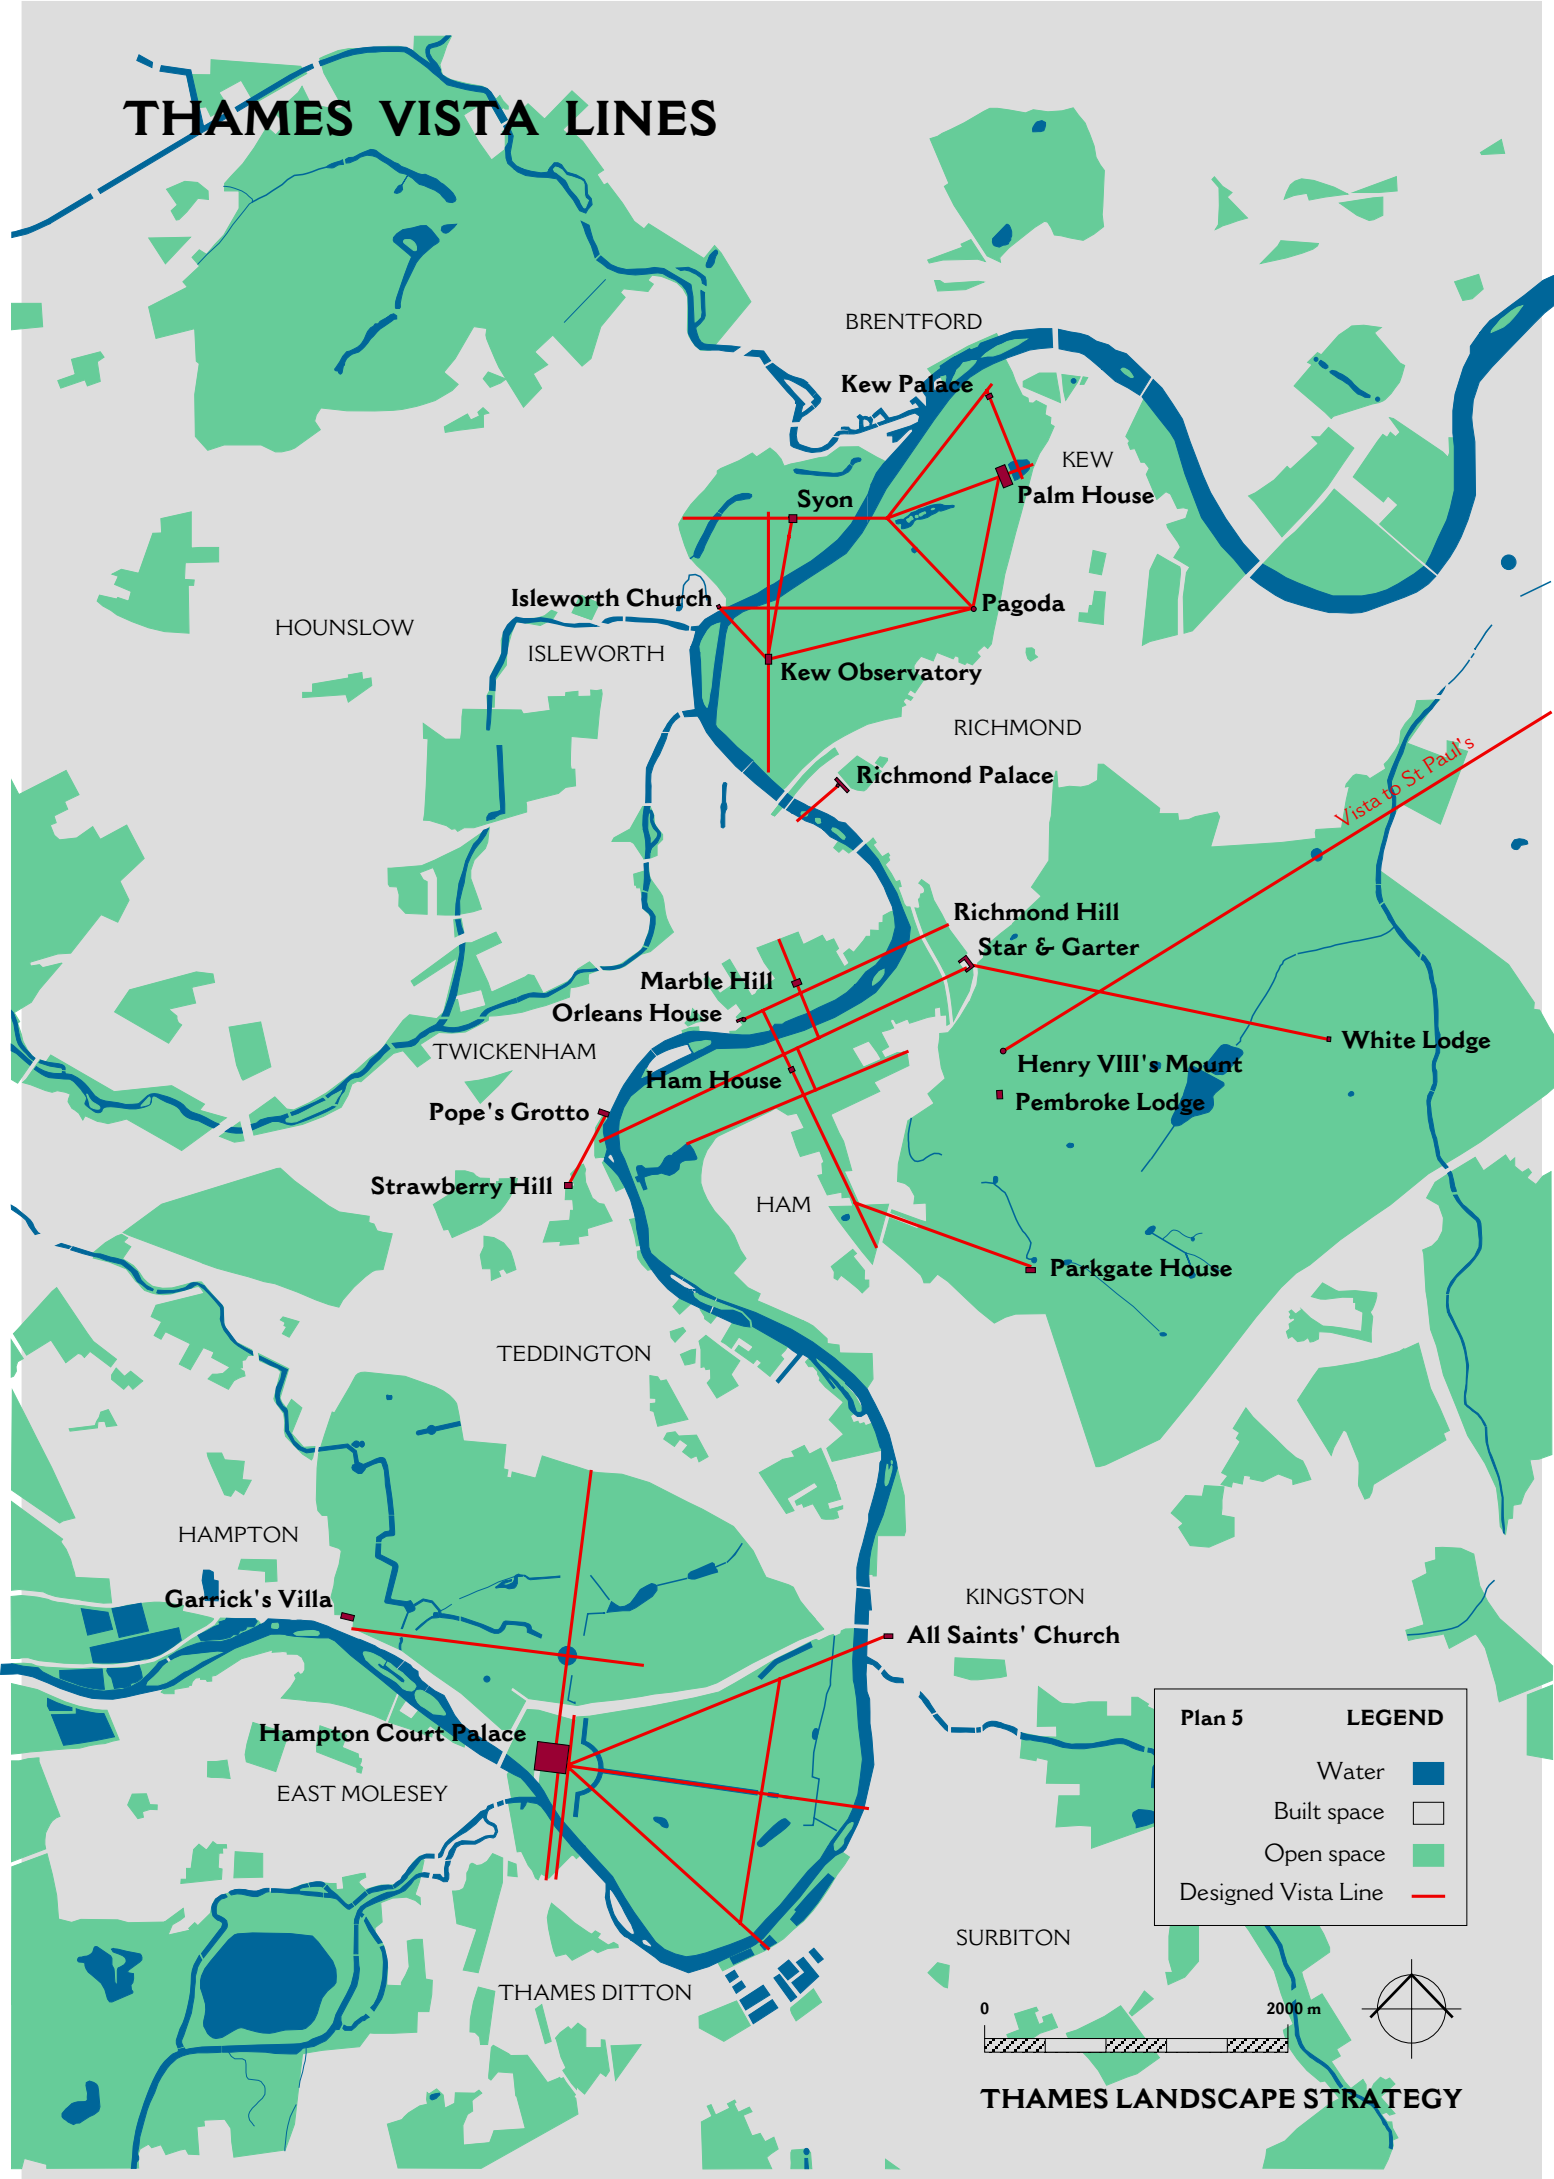 THAMES VISTA LINES
BRENTFORD
Kew Palace
KEW
Palm House
Syon
Isleworth Church
Pagoda
HOUNSLOW
ISLEWORTH
Kew Observatory
RICHMOND
Richmond Palace
Vista to St Paul's
Richmond Hill
Star & Garter
Marble Hill
Orleans House
TWICKENHAM
White Lodge
Henry VIII's Mount
Ham House
Pembroke Lodge
Pope's Grotto
Strawberry Hill
HAM
Parkgate House
TEDDINGTON
HAMPTON
Garrick's Villa
KINGSTON
All Saints' Church
Hampton Court Palace
EAST MOLESEY
Plan 5 LEGEND
Water
Built space
Open space
Designed Vista Line
SURBITON
THAMES DITTON
0 2000 m
THAMES LANDSCAPE STRATEGY